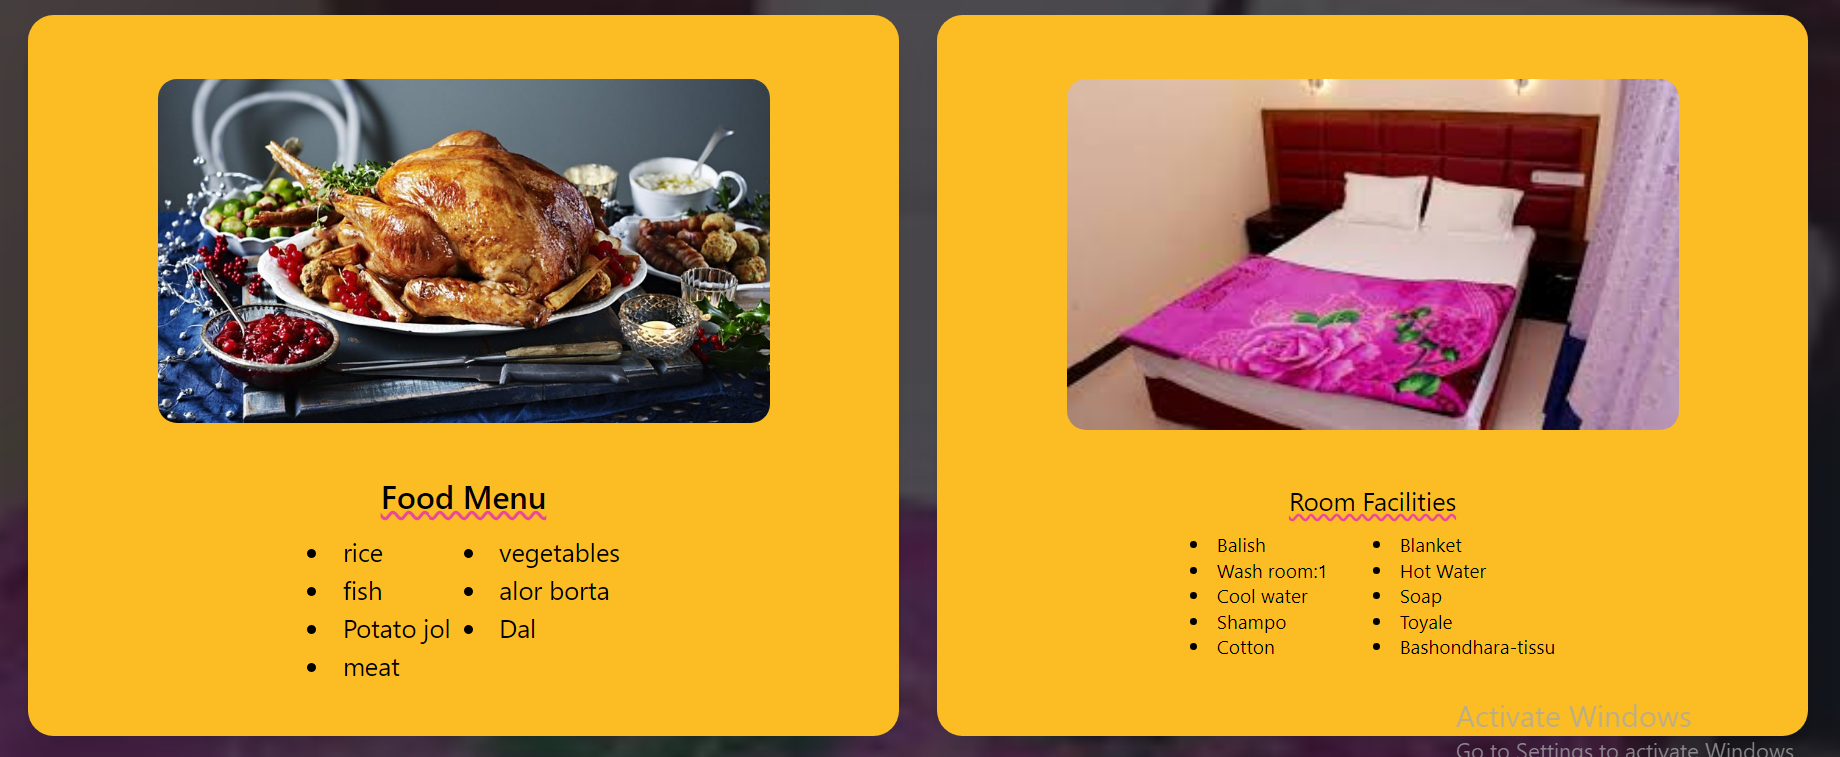 Food Menu
rice
fish
Potato jol
meat
vegetables
alor borta
Dal
Room Facilities
Balish
Wash room:1
Cool water
Shampo
Cotton
Blanket
Hot Water
Soap
Toyale
Bashondhara-tissu
Activate Windows
Go to Settings to activate Windows